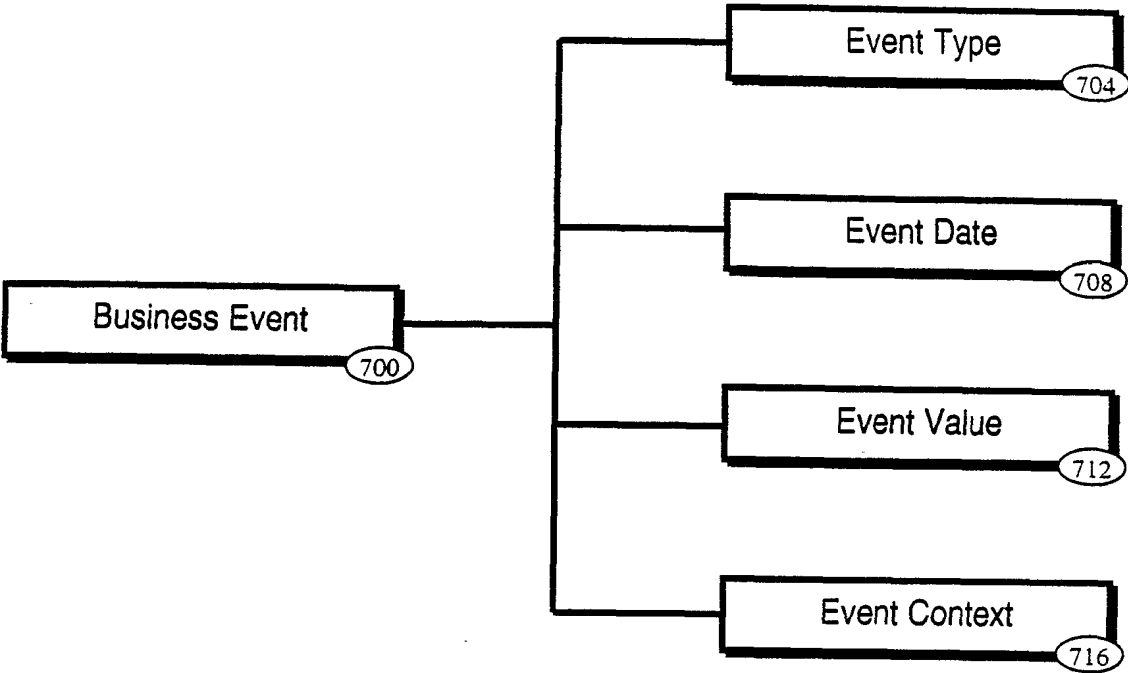 Event Type
704
Event Date
708
Business Event
700
Event Value
712
Event Context
716